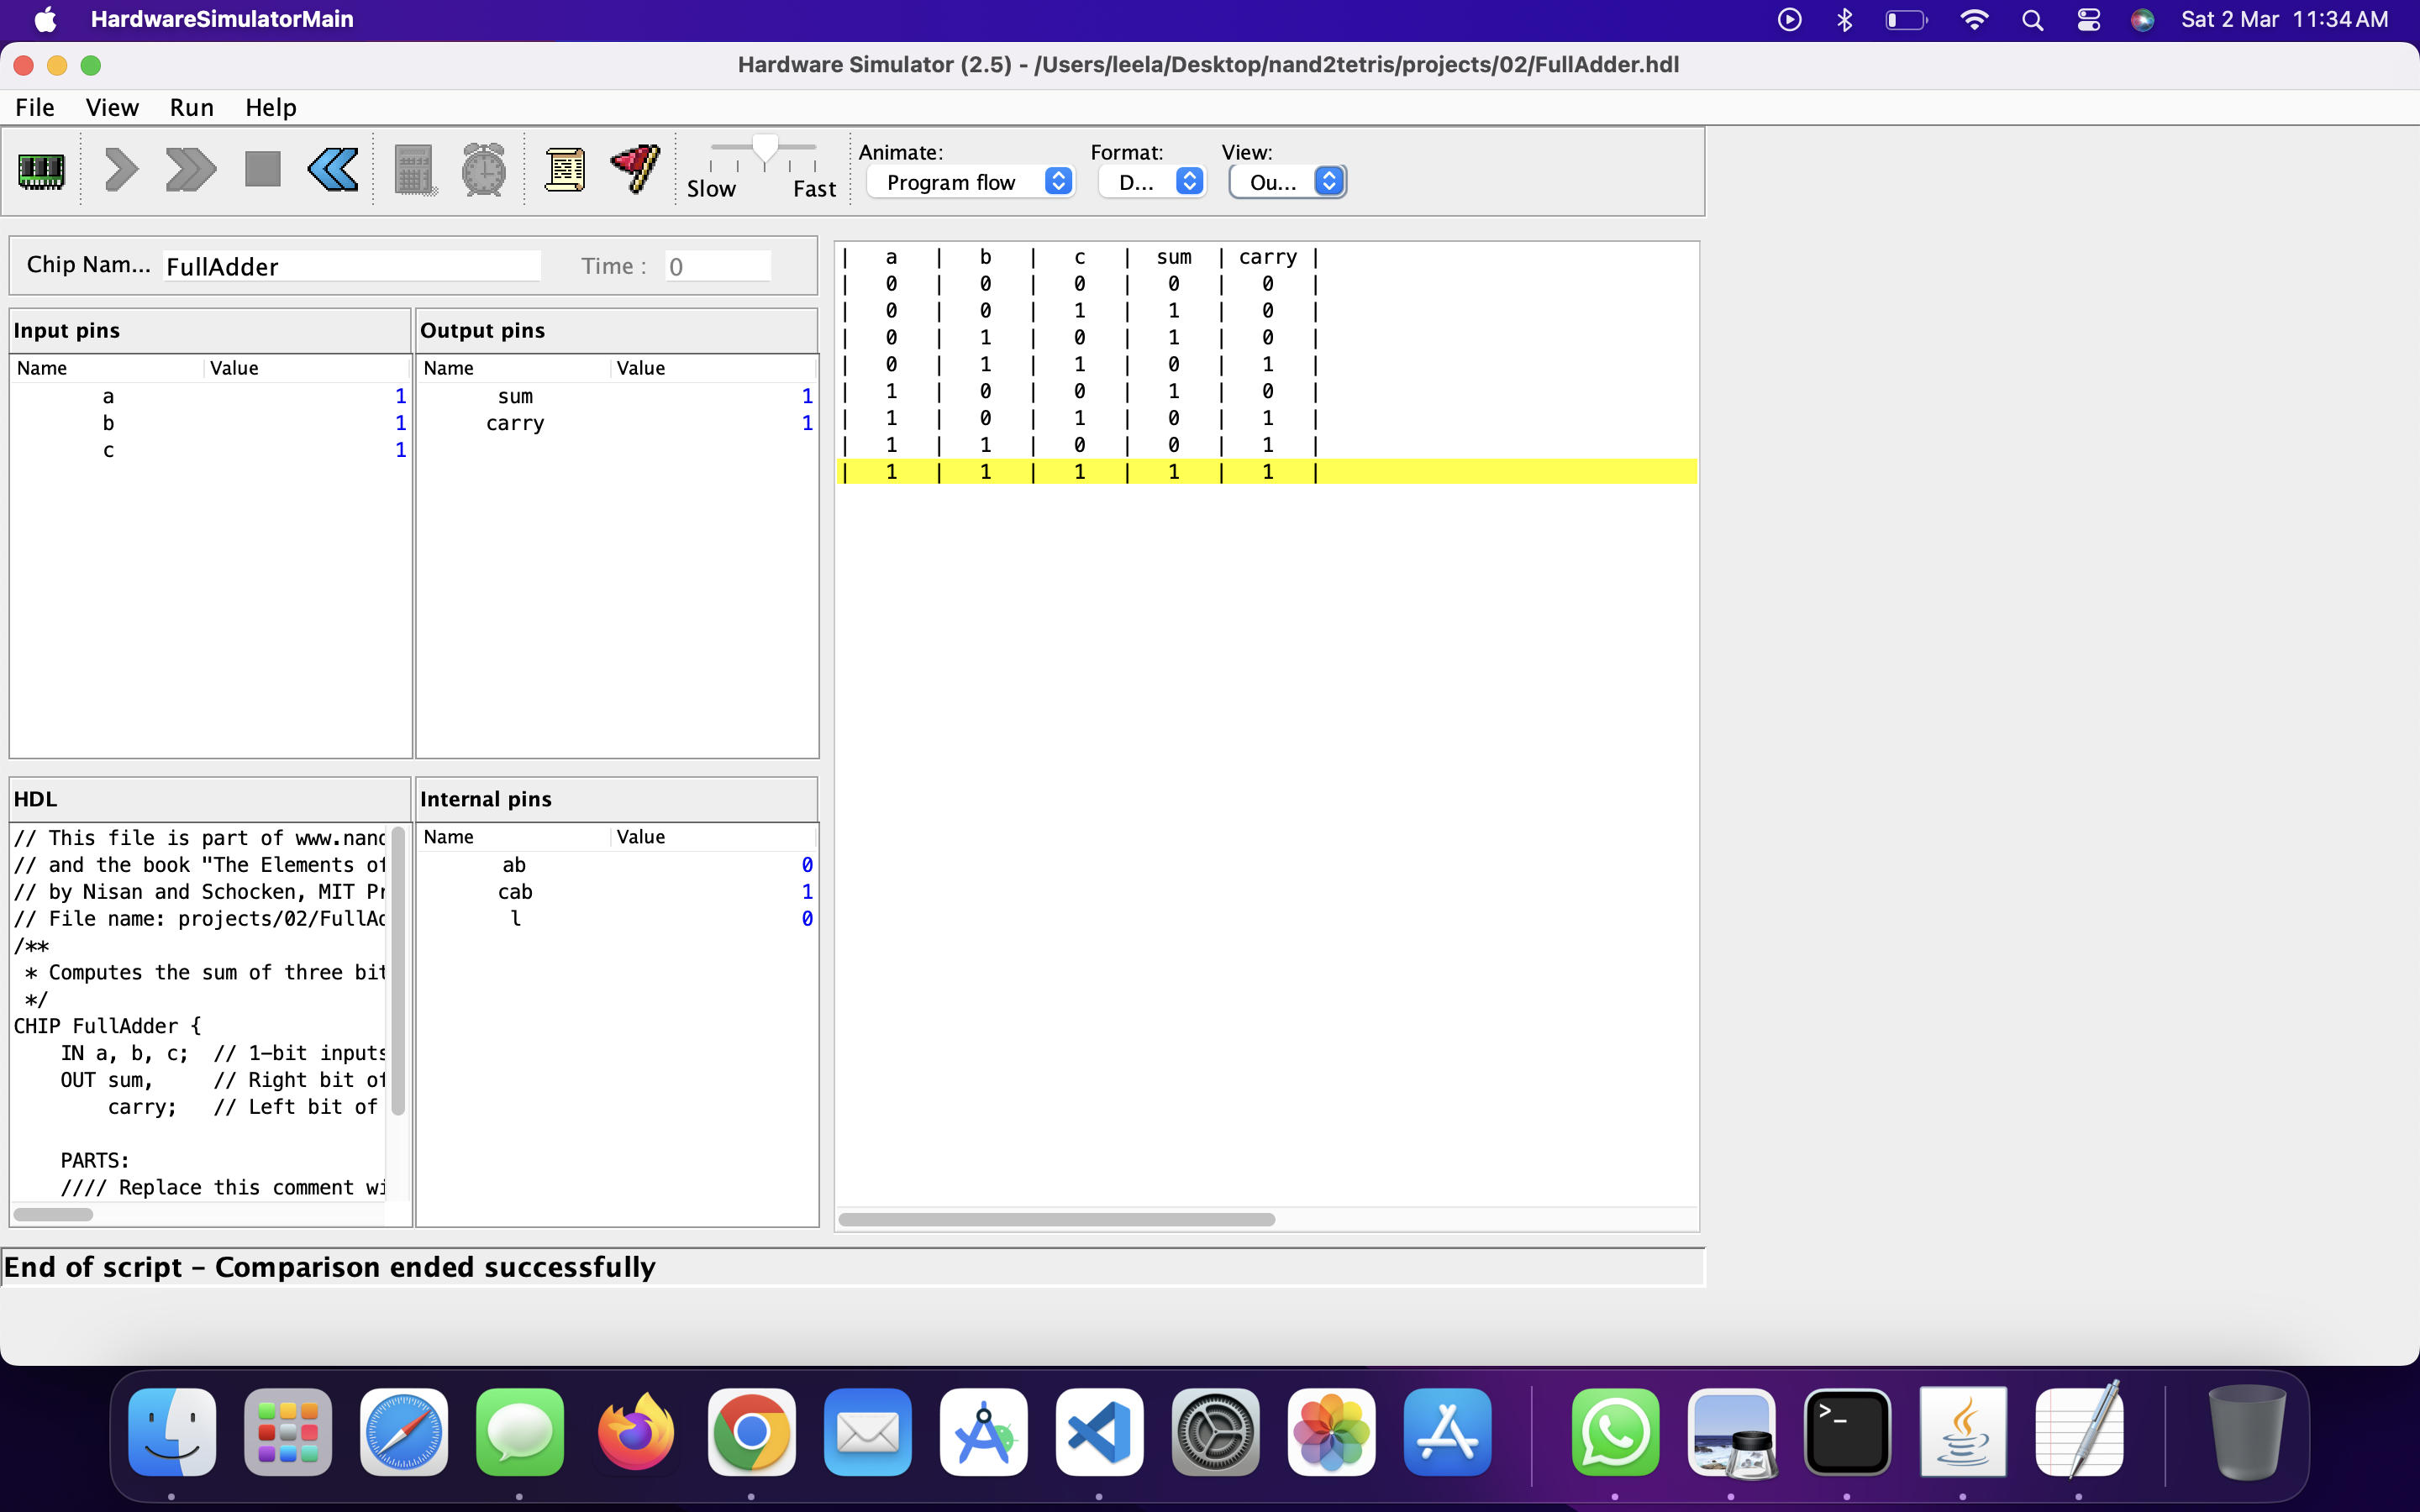 HardwareSimulatorMain
Sat 2 Mar 11:34 AM
Hardware Simulator (2.5) - /Users/leela/Desktop/nand2tetris/projects/02/FullAdder.hdl
File View Run Help
Slow Fast
Animate: Format: View:
Program flow D... Ou...
Chip Nam... FullAdder Time : 0
Input pins
Name Value
a 1
b 1
c 1
Output pins
Name Value
sum 1
carry 1
HDL
// This file is part of www.nand
// and the book "The Elements of
// by Nisan and Schocken, MIT Pr
// File name: projects/02/FullAd
/**
* Computes the sum of three bit
*/
CHIP FullAdder {
IN a, b, c; // 1-bit inputs
OUT sum, // Right bit of
carry; // Left bit of
PARTS:
//// Replace this comment wi
Internal pins
Name Value
ab 0
cab 1
l 0
| a | b | c | sum | carry |
| 0 | 0 | 0 | 0 | 0 |
| 0 | 0 | 1 | 1 | 0 |
| 0 | 1 | 0 | 1 | 0 |
| 0 | 1 | 1 | 0 | 1 |
| 1 | 0 | 0 | 1 | 0 |
| 1 | 0 | 1 | 0 | 1 |
| 1 | 1 | 0 | 0 | 1 |
| 1 | 1 | 1 | 1 | 1 |
End of script - Comparison ended successfully
>_